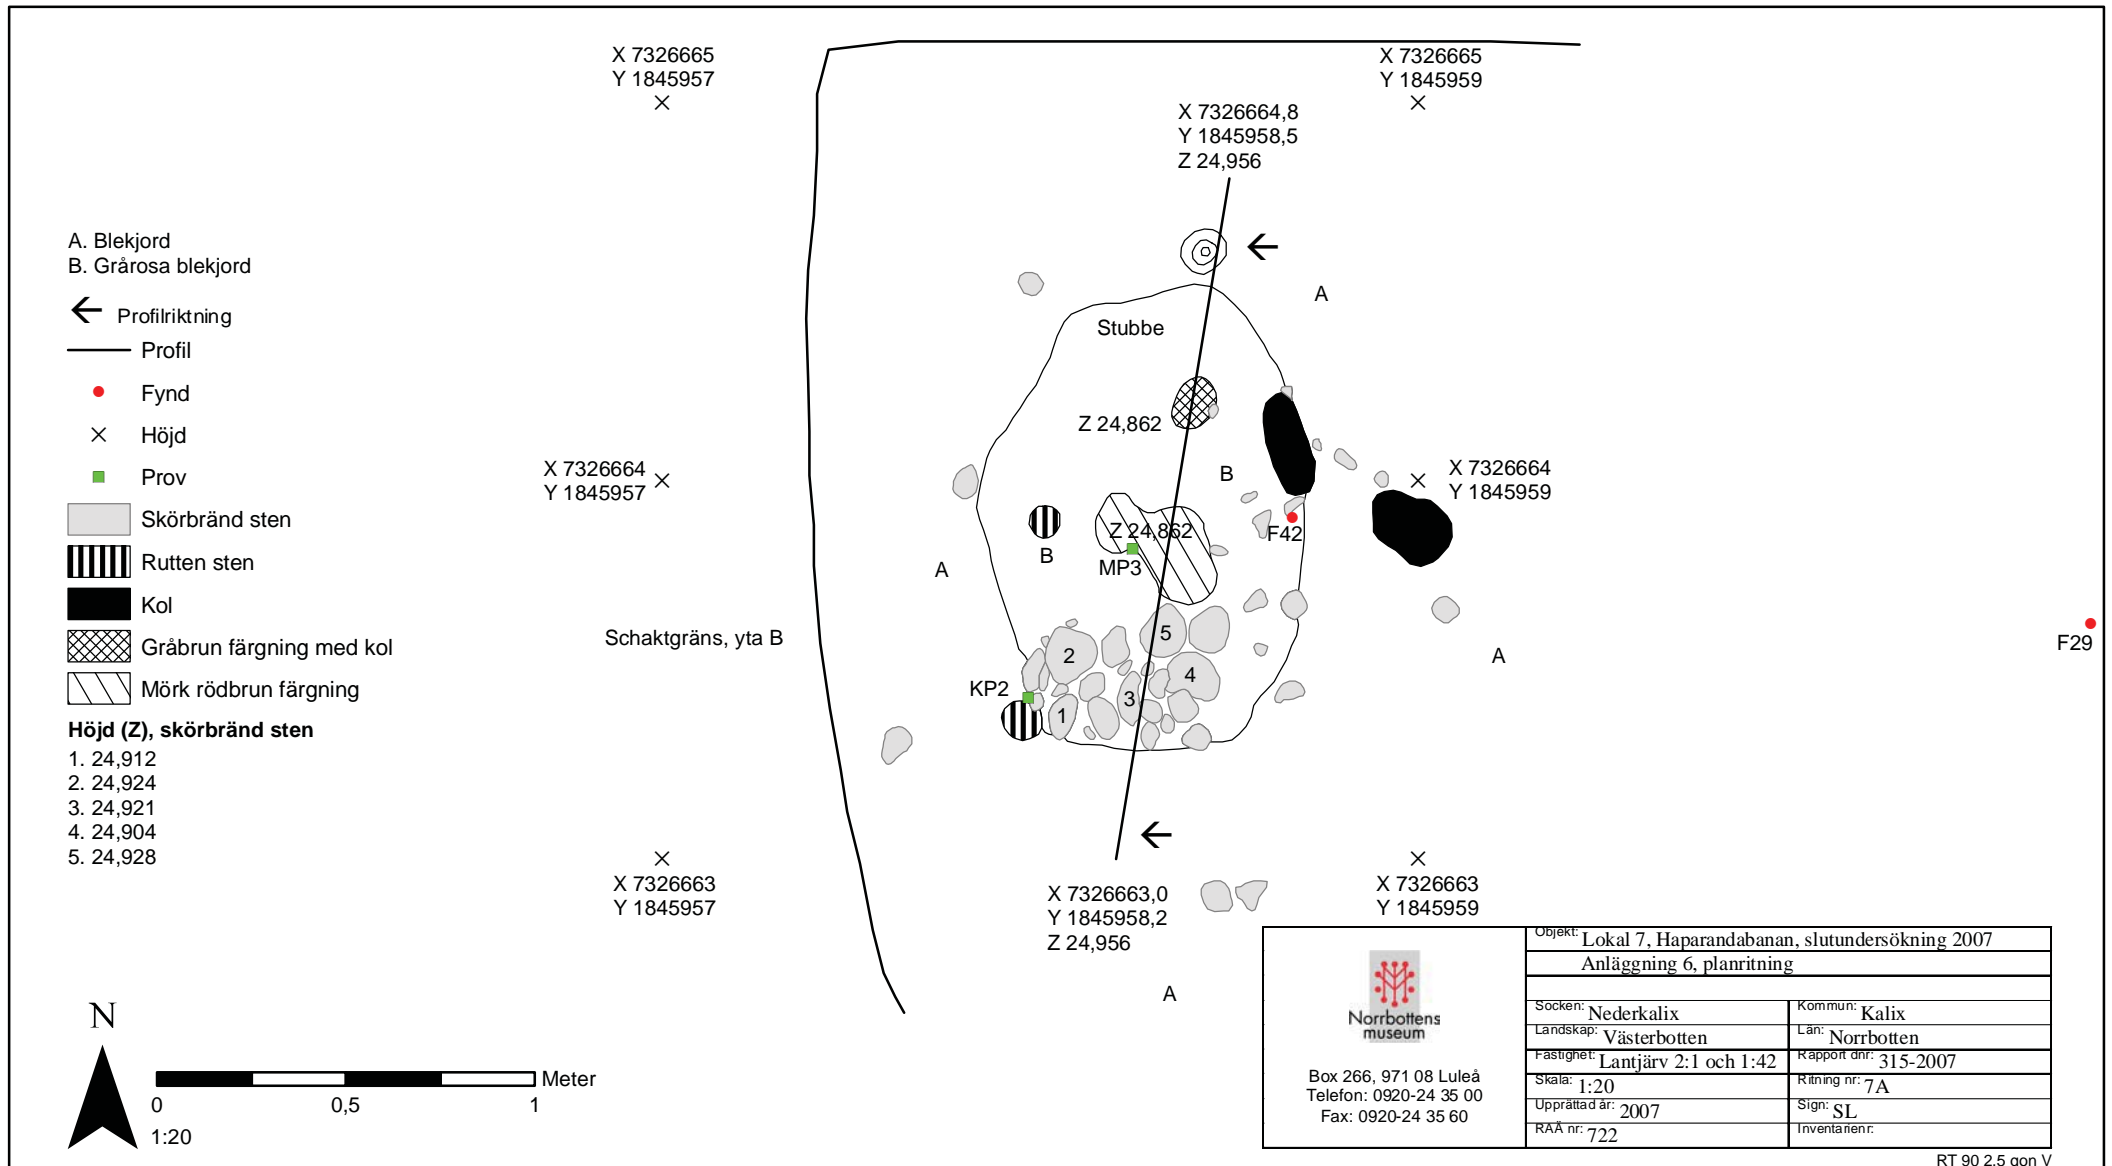 X 7326665
Y 1845957
X 7326665
Y 1845959
X 7326664,8
Y 1845958,5
Z 24,956
A. Blekjord
B. Grårosa blekjord
Profilriktning
Profil
Fynd
Höjd
Prov
Skörbränd sten
Rutten sten
Kol
Gråbrun färgning med kol
Mörk rödbrun färgning
Höjd (Z), skörbränd sten
1. 24,912
2. 24,924
3. 24,921
4. 24,904
5. 24,928
A
Stubbe
Z 24,862
X 7326664
Y 1845957
B
X 7326664
Y 1845959
Z 24,862
F42
B
MP3
A
Schaktgräns, yta B
5
2
4
A
F29
KP2
3
1
X 7326663
Y 1845957
X 7326663,0
Y 1845958,2
Z 24,956
X 7326663
Y 1845959
A
N
Meter
0
0,5
1
1:20
Norrbottens
museum
Box 266, 971 08 Luleå
Telefon: 0920-24 35 00
Fax: 0920-24 35 60
Objekt: Lokal 7, Haparandabanan, slutundersökning 2007
Anläggning 6, planritning
Socken: Nederkalix
Kommun: Kalix
Landskap: Västerbotten
Län: Norrbotten
Fastighet: Lantjärv 2:1 och 1:42
Rapport dnr: 315-2007
Skala: 1:20
Ritning nr: 7A
Upprättad år: 2007
Sign: SL
RAÄ nr: 722
Inventarienr:
RT 90 2,5 gon V